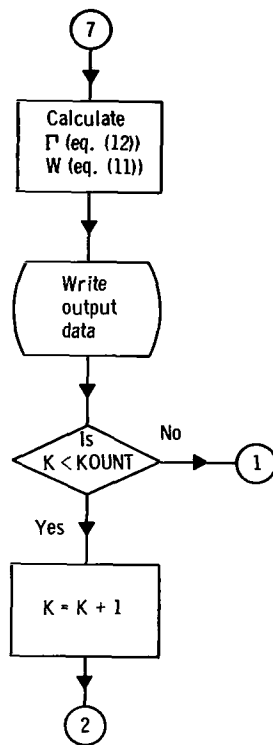 7
Calculate
Γ (eq. (12))
W (eq. (11))
Write
output
data
Is
K < KOUNT
No
1
Yes
K = K + 1
2